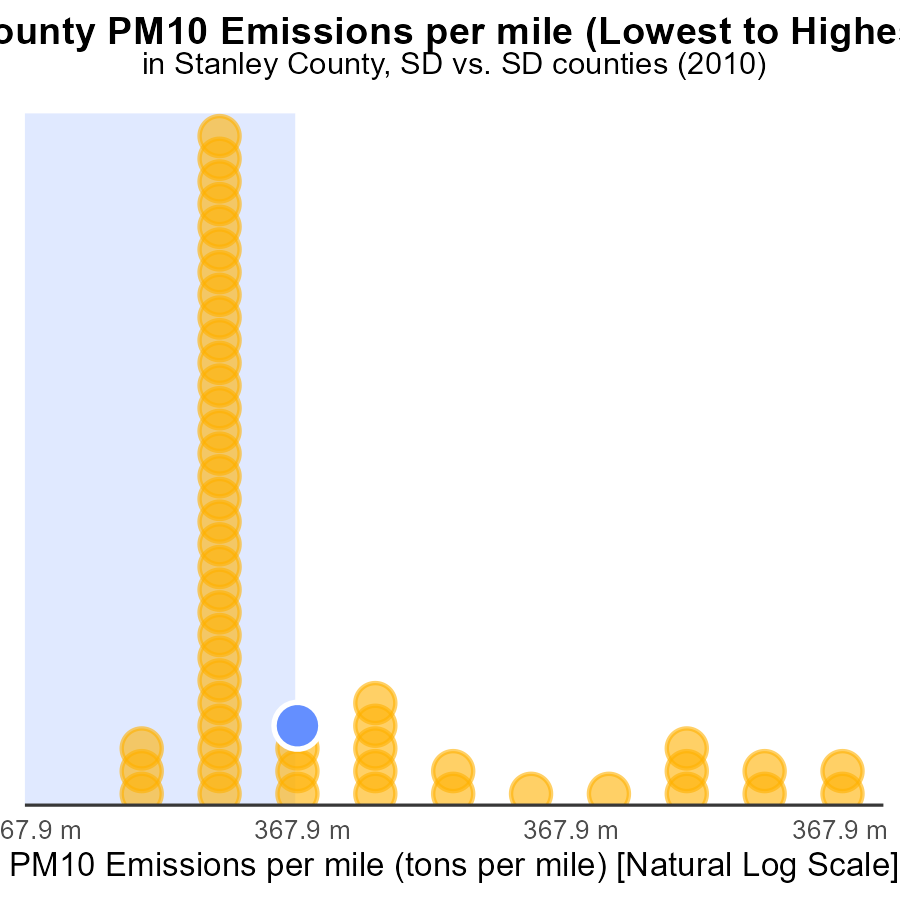 ounty PM10 Emissions per mile (Lowest to Highes
in Stanley County, SD vs. SD counties (2010)
67.9 m 367.9 m 367.9 m 367.9 m
PM10 Emissions per mile (tons per mile) [Natural Log Scale]